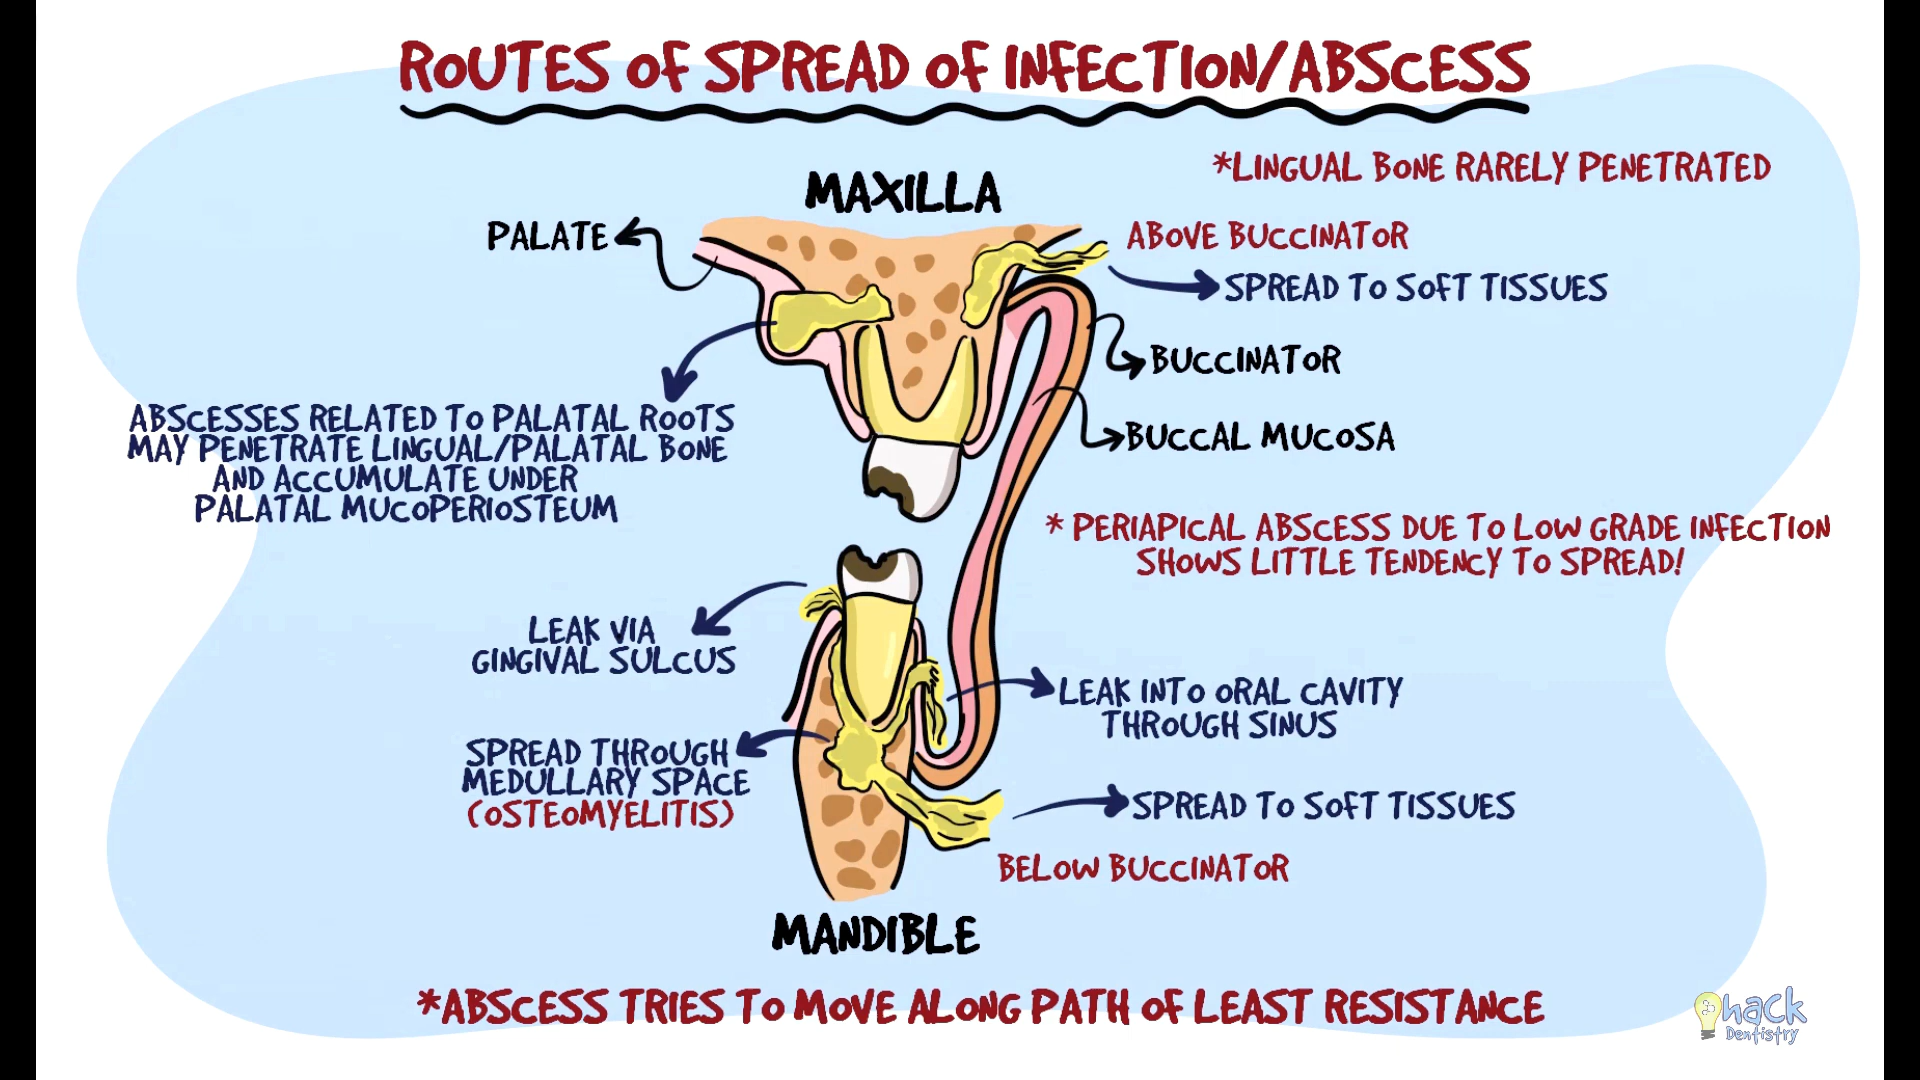 ROUTES OF SPREAD OF INFECTION/ABSCESS
*LINGUAL BONE RARELY PENETRATED
MAXILLA
PALATE
ABOVE BUCCINATOR
SPREAD TO SOFT TISSUES
BUCCINATOR
BUCCAL MUCOSA
ABSCESSES RELATED TO PALATAL ROOTS
MAY PENETRATE LINGUAL/PALATAL BONE
AND ACCUMULATE UNDER
PALATAL MUCOPERIOSTEUM
* PERIAPICAL ABSCESS DUE TO LOW GRADE INFECTION
SHOWS LITTLE TENDENCY TO SPREAD!
LEAK VIA
GINGIVAL SULCUS
LEAK INTO ORAL CAVITY
THROUGH SINUS
SPREAD THROUGH
MEDULLARY SPACE
(OSTEOMYELITIS)
SPREAD TO SOFT TISSUES
BELOW BUCCINATOR
MANDIBLE
*ABSCESS TRIES TO MOVE ALONG PATH OF LEAST RESISTANCE
hack
Dentistry